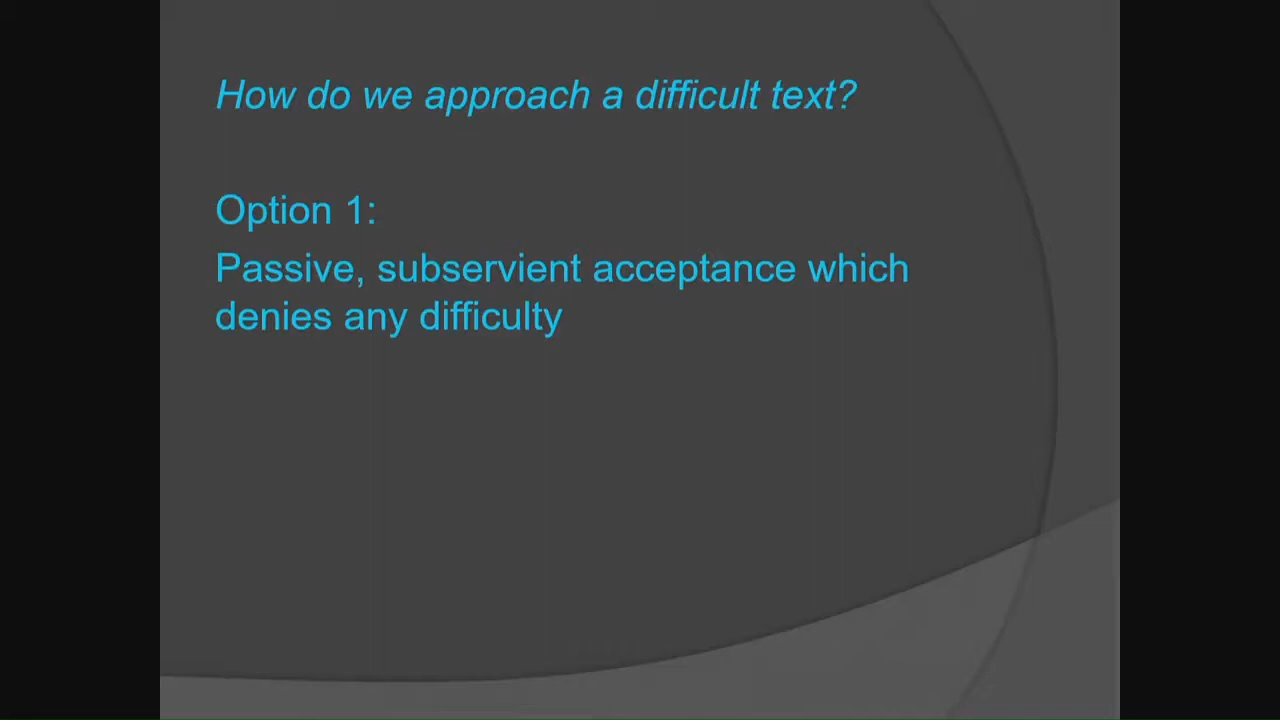 How do we approach a difficult text?
Option 1:
Passive, subservient acceptance which
denies any difficulty